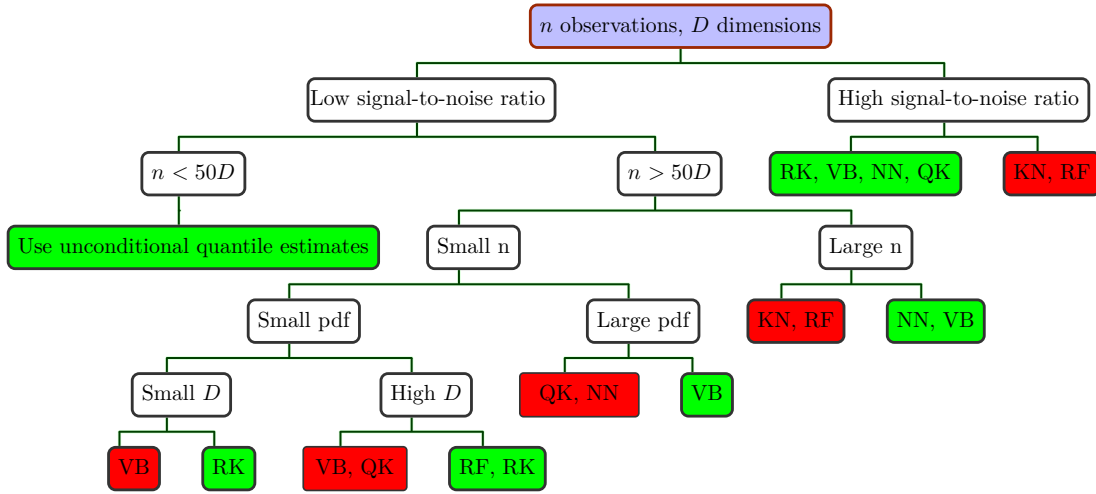 n observations, D dimensions
Low signal-to-noise ratio
High signal-to-noise ratio
n < 50D
n > 50D
RK, VB, NN, QK
KN, RF
Use unconditional quantile estimates
Small n
Large n
Small pdf
Large pdf
KN, RF
NN, VB
Small D
High D
QK, NN
VB
VB
RK
VB, QK
RF, RK